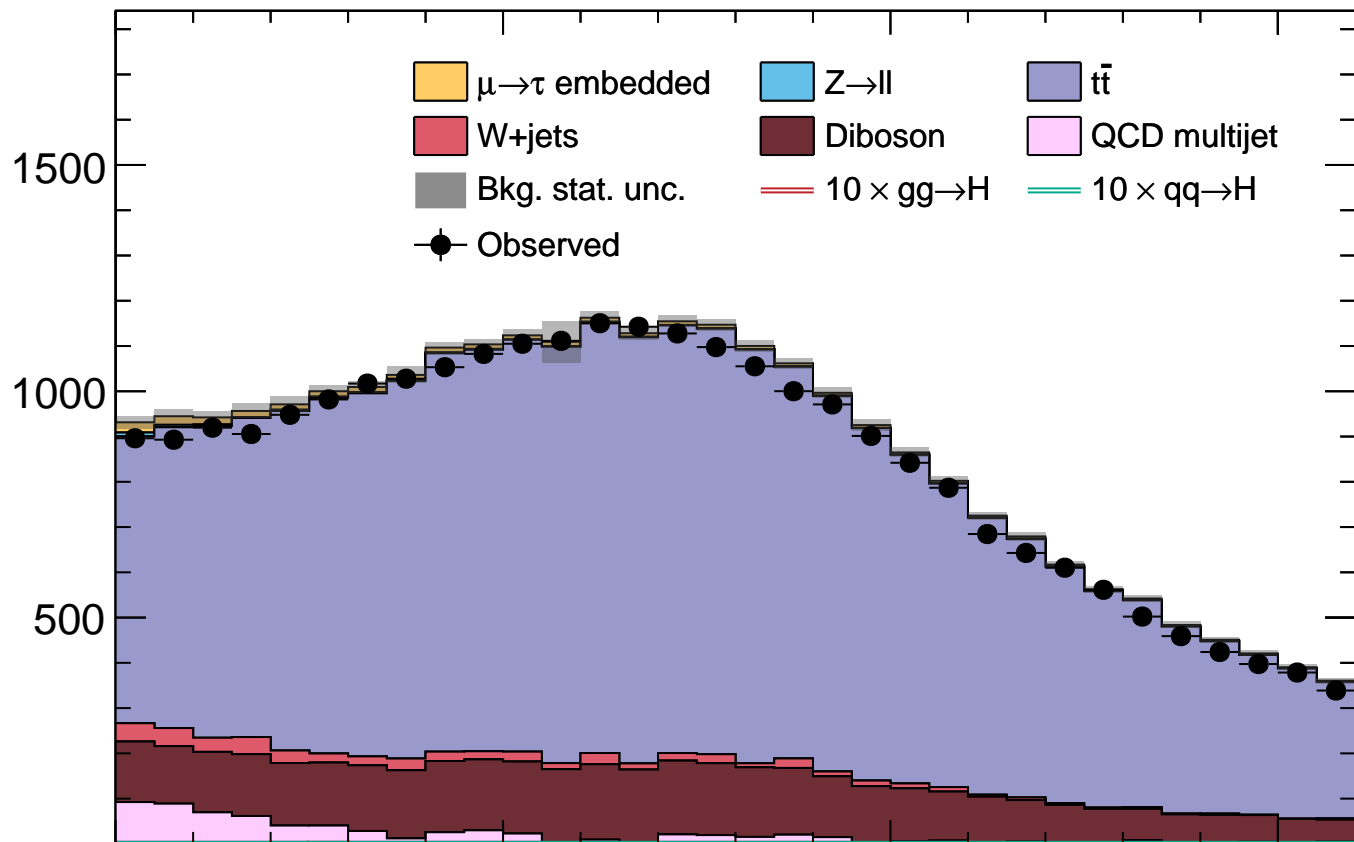 μ→τ embedded Z→ll tt̄
W+jets Diboson QCD multijet
Bkg. stat. unc. 10 × gg→H 10 × qq→H
Observed
1500
1000
500